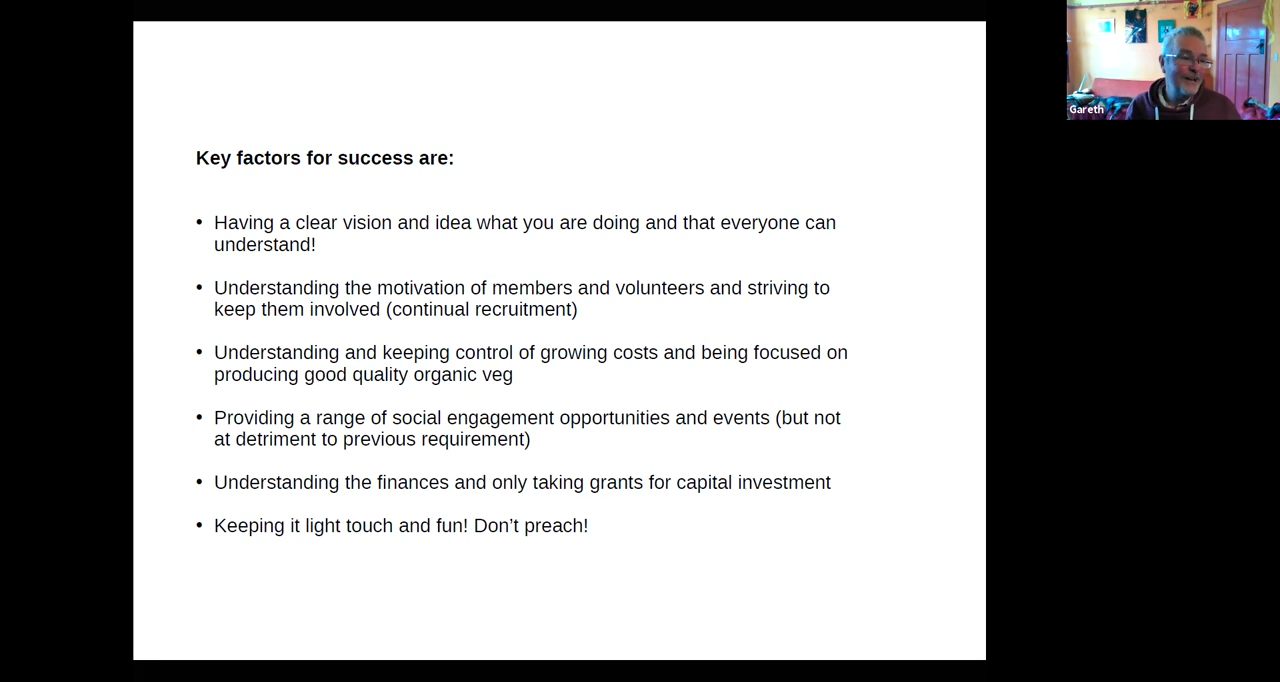 Key factors for success are:
• Having a clear vision and idea what you are doing and that everyone can
understand!
• Understanding the motivation of members and volunteers and striving to
keep them involved (continual recruitment)
• Understanding and keeping control of growing costs and being focused on
producing good quality organic veg
• Providing a range of social engagement opportunities and events (but not
at detriment to previous requirement)
• Understanding the finances and only taking grants for capital investment
• Keeping it light touch and fun! Don’t preach!
Gareth